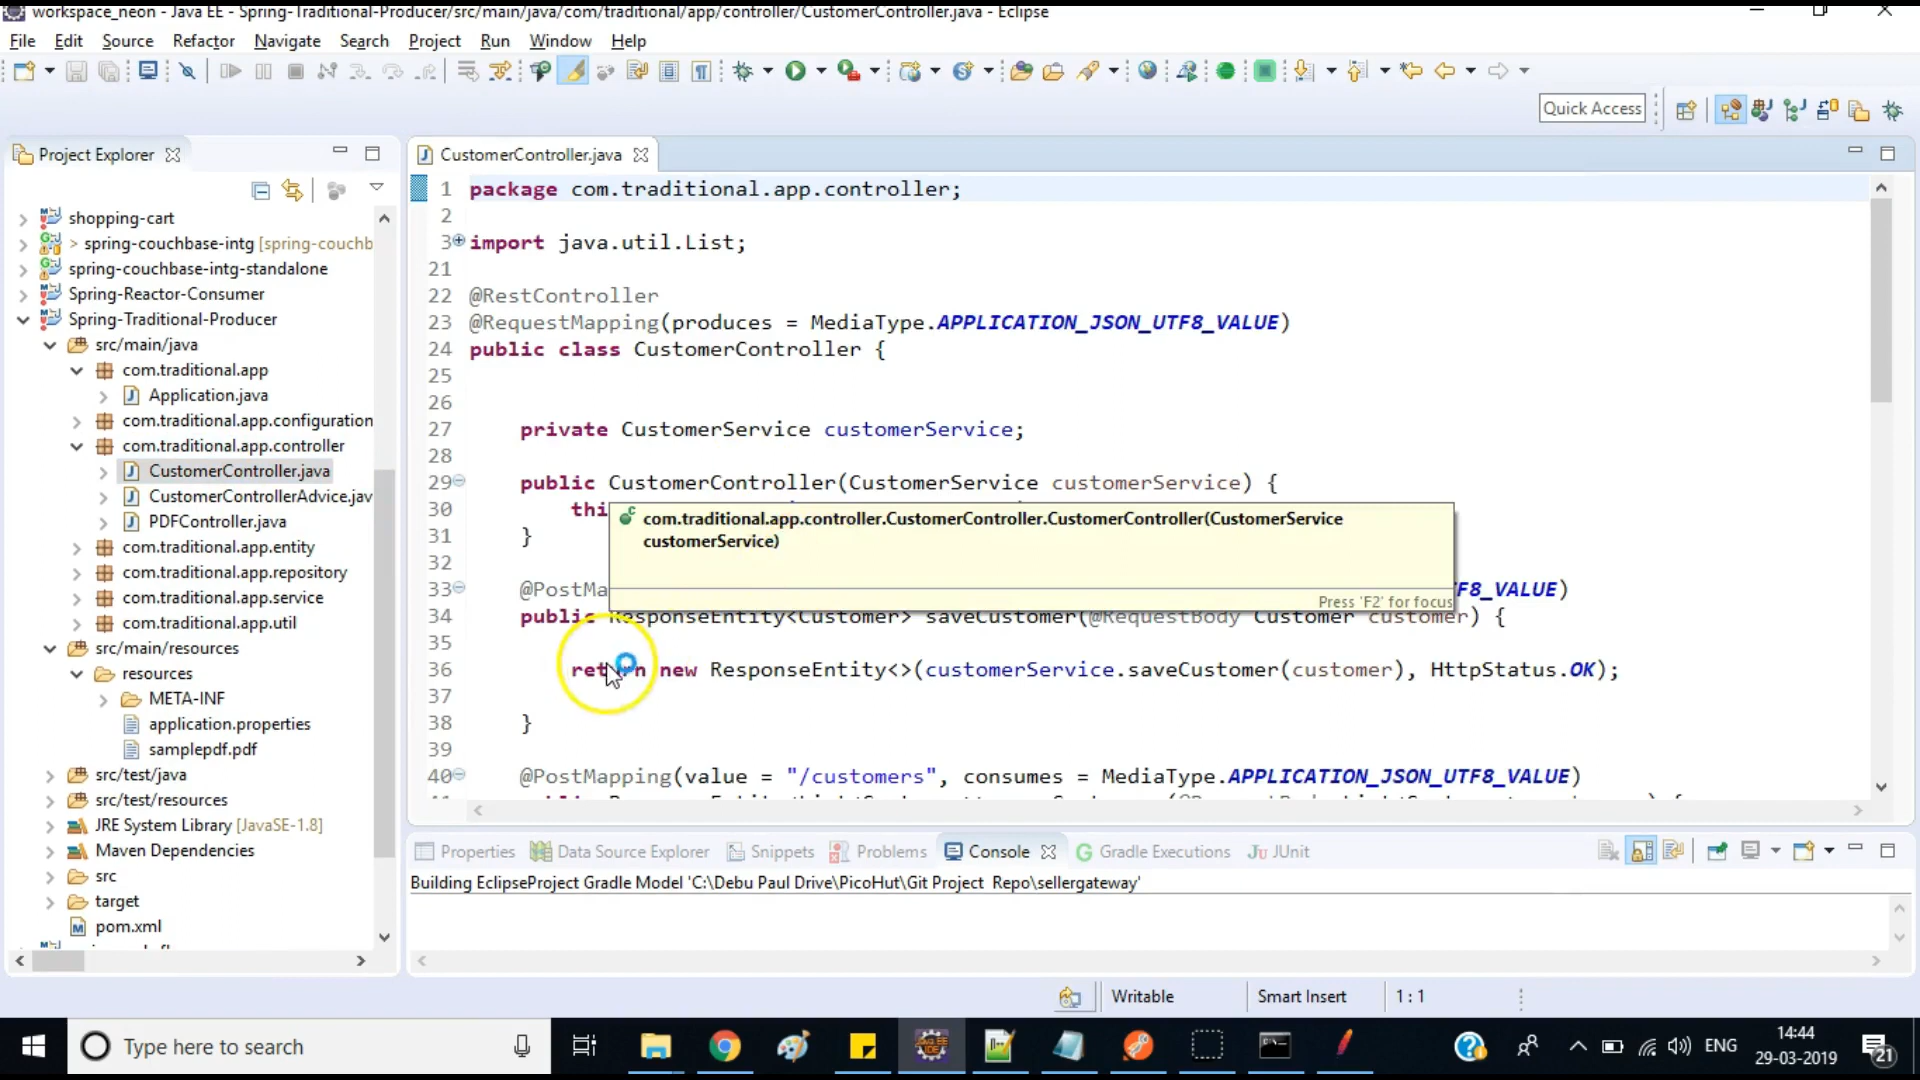 workspace_neon - Java EE - Spring-Traditional-Producer/src/main/java/com/traditional/app/controller/CustomerController.java - Eclipse
File Edit Source Refactor Navigate Search Project Run Window Help
Quick Access
Project Explorer
shopping-cart
> spring-couchbase-intg [spring-couchb
spring-couchbase-intg-standalone
Spring-Reactor-Consumer
Spring-Traditional-Producer
src/main/java
com.traditional.app
Application.java
com.traditional.app.configuration
com.traditional.app.controller
CustomerController.java
CustomerControllerAdvice.jav
PDFController.java
com.traditional.app.entity
com.traditional.app.repository
com.traditional.app.service
com.traditional.app.util
src/main/resources
resources
META-INF
application.properties
samplepdf.pdf
src/test/java
src/test/resources
JRE System Library [JavaSE-1.8]
Maven Dependencies
src
target
pom.xml
CustomerController.java
1 package com.traditional.app.controller;
2
3 import java.util.List;
21
22 @RestController
23 @RequestMapping(produces = MediaType.APPLICATION_JSON_UTF8_VALUE)
24 public class CustomerController {
25
26
27 private CustomerService customerService;
28
29 public CustomerController(CustomerService customerService) {
30 thi
com.traditional.app.controller.CustomerController.CustomerController(CustomerService
customerService)
Press 'F2' for focus
31 }
32
33 @PostMa F8_VALUE)
34 public ResponseEntity<Customer> saveCustomer(@RequestBody Customer customer) {
35
36 return new ResponseEntity<>(customerService.saveCustomer(customer), HttpStatus.OK);
37
38 }
39
40 @PostMapping(value = "/customers", consumes = MediaType.APPLICATION_JSON_UTF8_VALUE)
Properties Data Source Explorer Snippets Problems Console Gradle Executions JUnit
Building EclipseProject Gradle Model 'C:\Debu Paul Drive\PicoHut\Git Project Repo\sellergateway'
Writable Smart Insert 1 : 1
Type here to search
ENG
14:44
29-03-2019
21